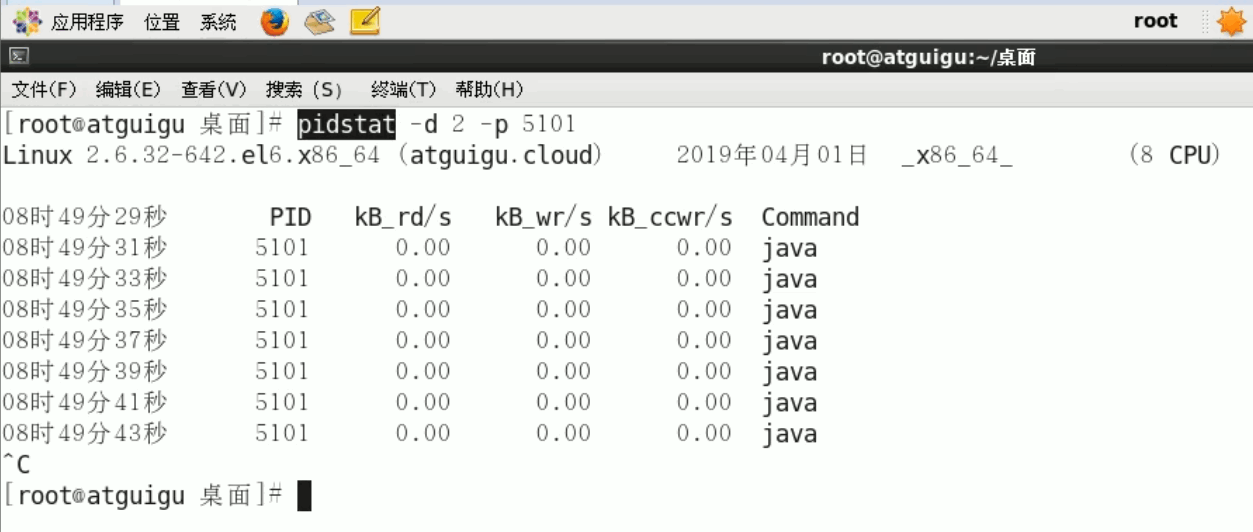 应用程序 位置 系统 root
root@atguigu:~/桌面
文件(F) 编辑(E) 查看(V) 搜索 (S) 终端(T) 帮助(H)
[root@atguigu 桌面]# pidstat -d 2 -p 5101
Linux 2.6.32-642.el6.x86_64 (atguigu.cloud) 2019年04月01日 _x86_64_ (8 CPU)
08时49分29秒 PID kB_rd/s kB_wr/s kB_ccwr/s Command
08时49分31秒 5101 0.00 0.00 0.00 java
08时49分33秒 5101 0.00 0.00 0.00 java
08时49分35秒 5101 0.00 0.00 0.00 java
08时49分37秒 5101 0.00 0.00 0.00 java
08时49分39秒 5101 0.00 0.00 0.00 java
08时49分41秒 5101 0.00 0.00 0.00 java
08时49分43秒 5101 0.00 0.00 0.00 java
^C
[root@atguigu 桌面]#